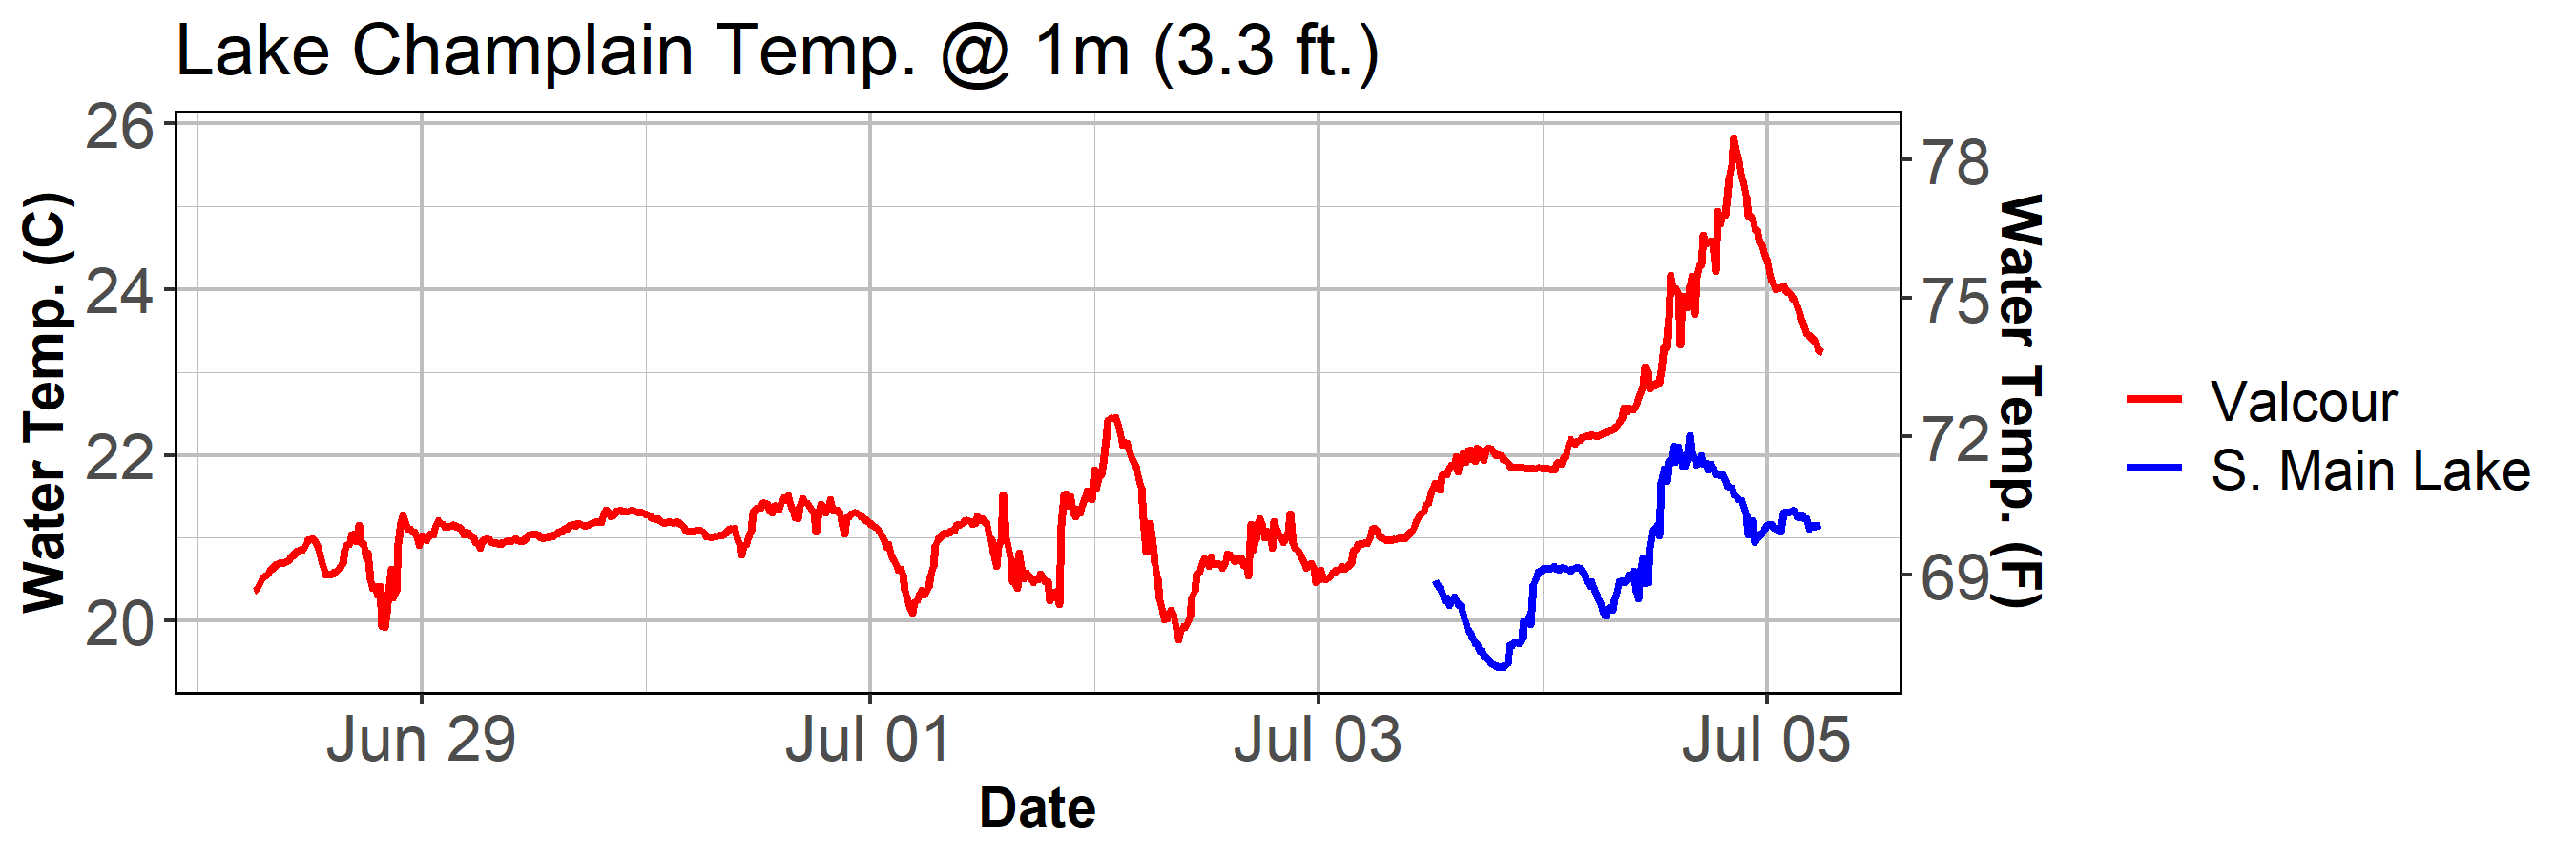 Lake Champlain Temp. @ 1m (3.3 ft.)
Water Temp. (C)
26
24
22
20
78
75
72
69
Water Temp. (F)
Jun 29
Jul 01
Jul 03
Jul 05
Date
Valcour
S. Main Lake